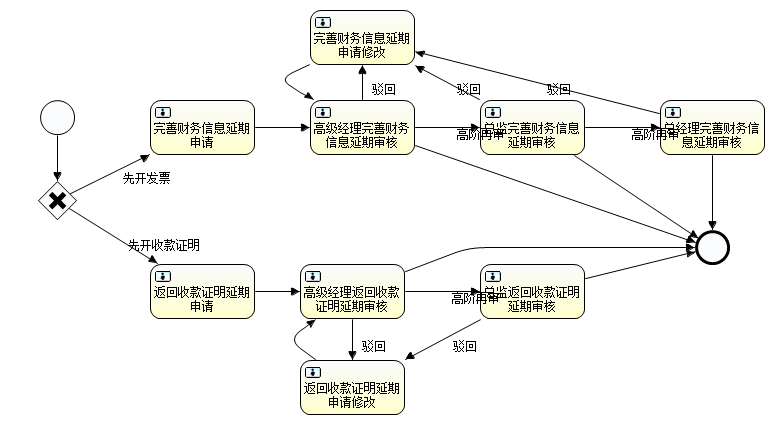 完善财务信息延期
申请修改
驳回
驳回
驳回
完善财务信息延期
申请
高级经理完善财务
信息延期审核
高阶再审
总监完善财务信息
延期审核
高阶再审
总经理完善财务信
息延期审核
先开发票
先开收款证明
返回收款证明延期
申请
高级经理返回收款
证明延期审核
高阶再审
总监返回收款证明
延期审核
驳回
驳回
返回收款证明延期
申请修改